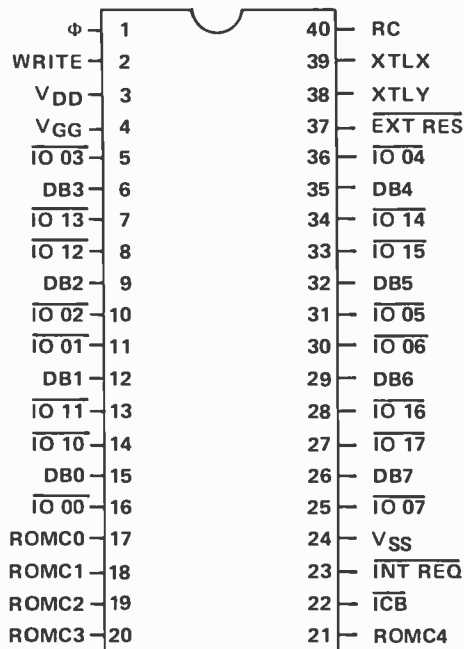 Φ 1 40 RC
WRITE 2 39 XTLX
VDD 3 38 XTLY
VGG 4 37 EXT RES
IO 03 5 36 IO 04
DB3 6 35 DB4
IO 13 7 34 IO 14
IO 12 8 33 IO 15
DB2 9 32 DB5
IO 02 10 31 IO 05
IO 01 11 30 IO 06
DB1 12 29 DB6
IO 11 13 28 IO 16
IO 10 14 27 IO 17
DB0 15 26 DB7
IO 00 16 25 IO 07
ROMC0 17 24 VSS
ROMC1 18 23 INT REQ
ROMC2 19 22 ICB
ROMC3 20 21 ROMC4